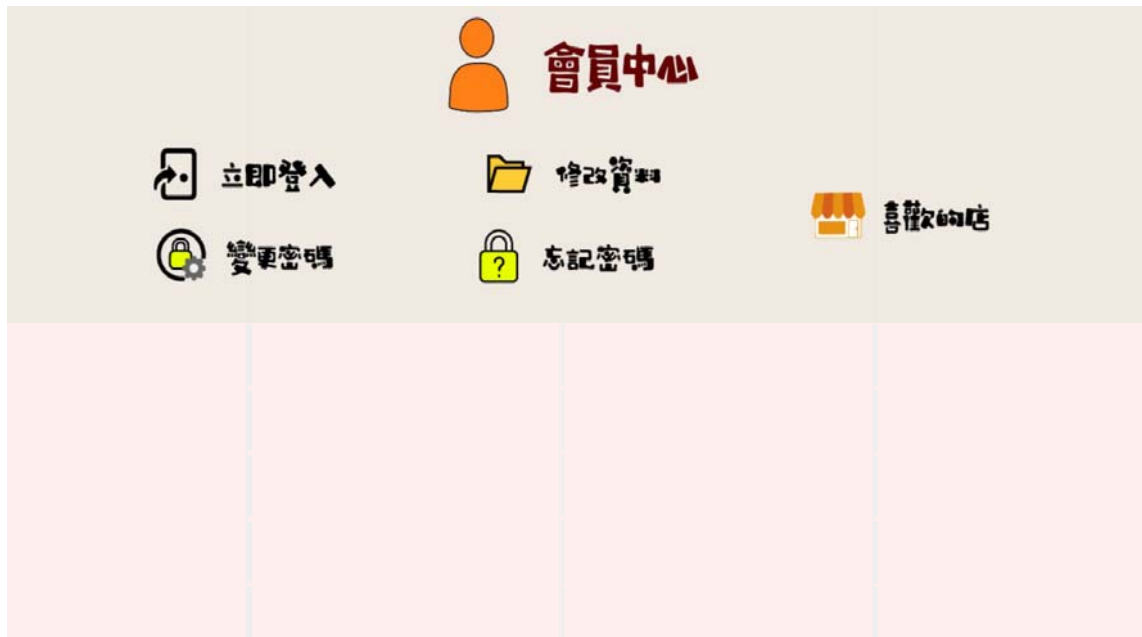 會員中心
立即登入
修改資料
喜歡的店
變更密碼
?
忘記密碼